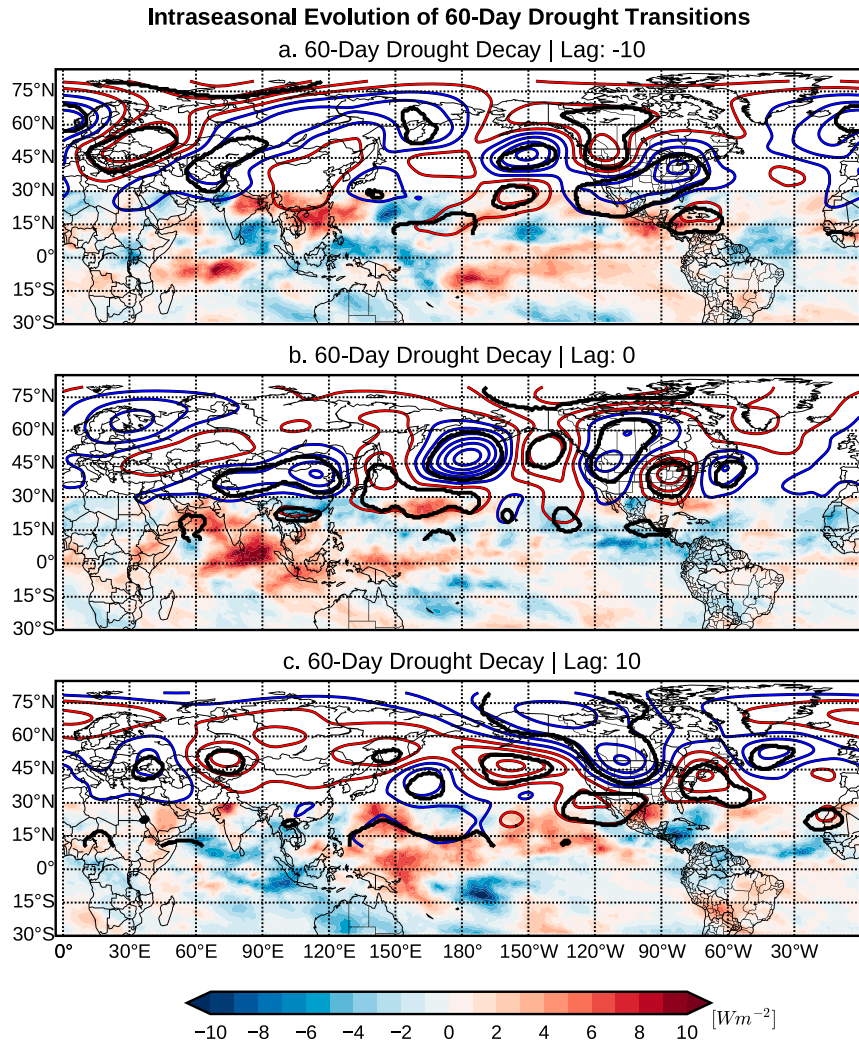 Intraseasonal Evolution of 60-Day Drought Transitions
a. 60-Day Drought Decay | Lag: -10
75°N
60°N
45°N
30°N
15°N
0°
15°S
30°S
b. 60-Day Drought Decay | Lag: 0
75°N
60°N
45°N
30°N
15°N
0°
15°S
30°S
c. 60-Day Drought Decay | Lag: 10
75°N
60°N
45°N
30°N
15°N
0°
15°S
30°S
0° 30°E 60°E 90°E 120°E 150°E 180° 150°W 120°W 90°W 60°W 30°W
−10 −8 −6 −4 −2 0 2 4 6 8 10 [Wm⁻²]